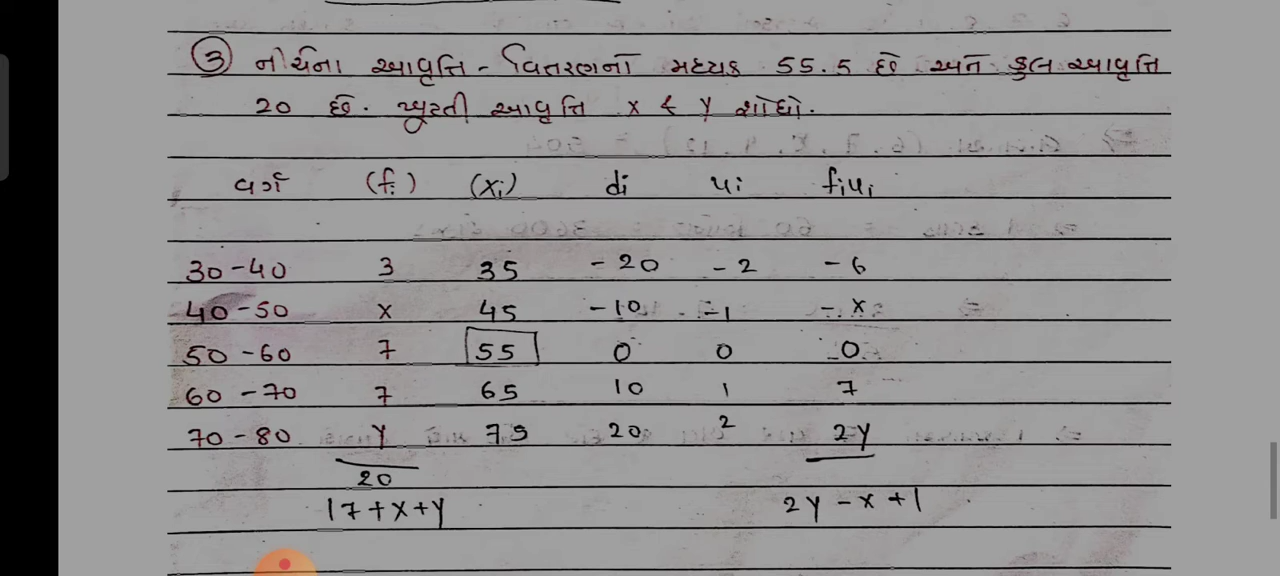 ③ નીચેના આવૃત્તિ - વિતરણનો મધ્યક 55.5 છે અને કુલ આવૃત્તિ
20 છે. ખૂટતી આવૃત્તિ x ને y શોધો.
વર્ગ (fi) (xi) di ui fiui
30-40 3 35 -20 -2 -6
40-50 x 45 -10 -1 -x
50-60 7 55 0 0 0
60-70 7 65 10 1 7
70-80 y 75 20 2 2y
20
17+x+y 2y-x+1